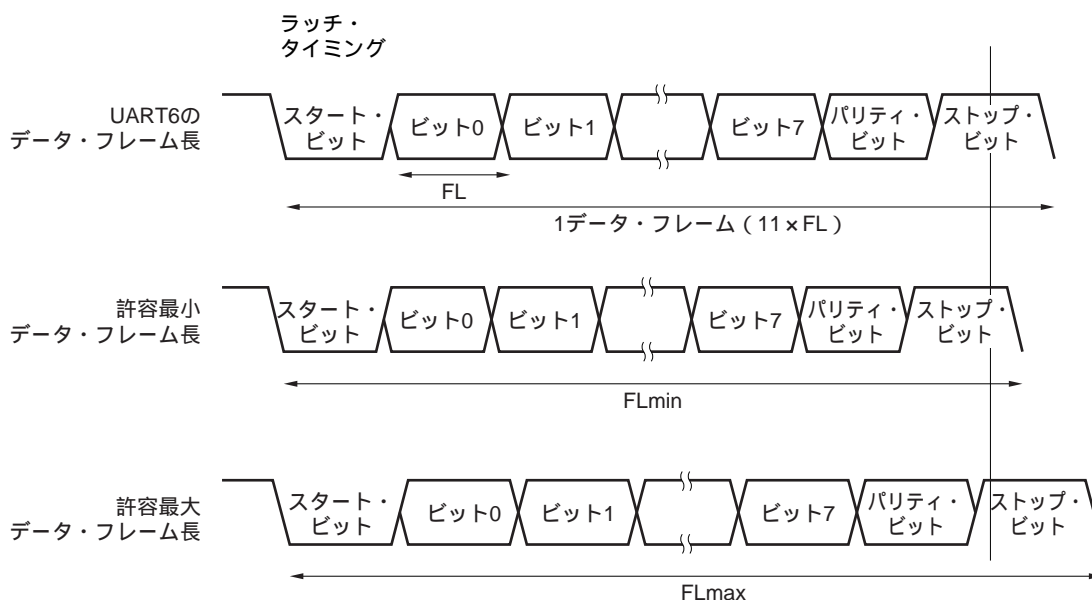 ラッチ・
タイミング
UART6の
データ・フレーム長
スタート・
ビット
ビット0
ビット1
ビット7
パリティ・
ビット
ストップ・
ビット
FL
1データ・フレーム(11×FL)
許容最小
データ・フレーム長
スタート・
ビット
ビット0
ビット1
ビット7
パリティ・
ビット
ストップ・
ビット
FLmin
許容最大
データ・フレーム長
スタート・
ビット
ビット0
ビット1
ビット7
パリティ・
ビット
ストップ・
ビット
FLmax